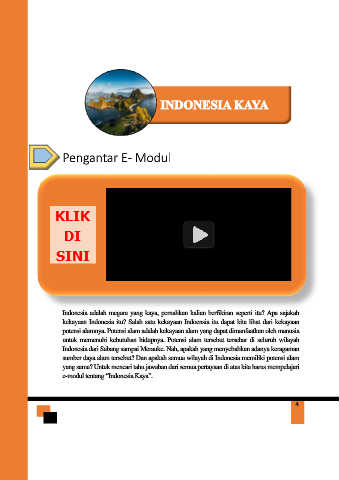 INDONESIA KAYA
Pengantar E- Modul
KLIK
DI
SINI
Indonesia adalah negara yang kaya, pernahkan kalian berfikiran seperti itu? Apa sajakah
kekayaan Indonesia itu? Salah satu kekayaan Indoensia itu dapat kita lihat dari kekayaan
potensi alamnya. Potensi alam adalah kekayaan alam yang dapat dimanfaatkan oleh manusia
untuk memenuhi kebutuhan hidupnya. Potensi alam tersebut tersebar di seluruh wilayah
Indonesia dari Sabang sampai Merauke. Nah, apakah yang menyebabkan adanya keragaman
sumber daya alam tersebut? Dan apakah semua wilayah di Indonesia memiliki potensi alam
yang sama? Untuk mencari tahu jawaban dari semua pertayaan di atas kita harus mempelajari
e-modul tentang "Indonesia Kaya".
4